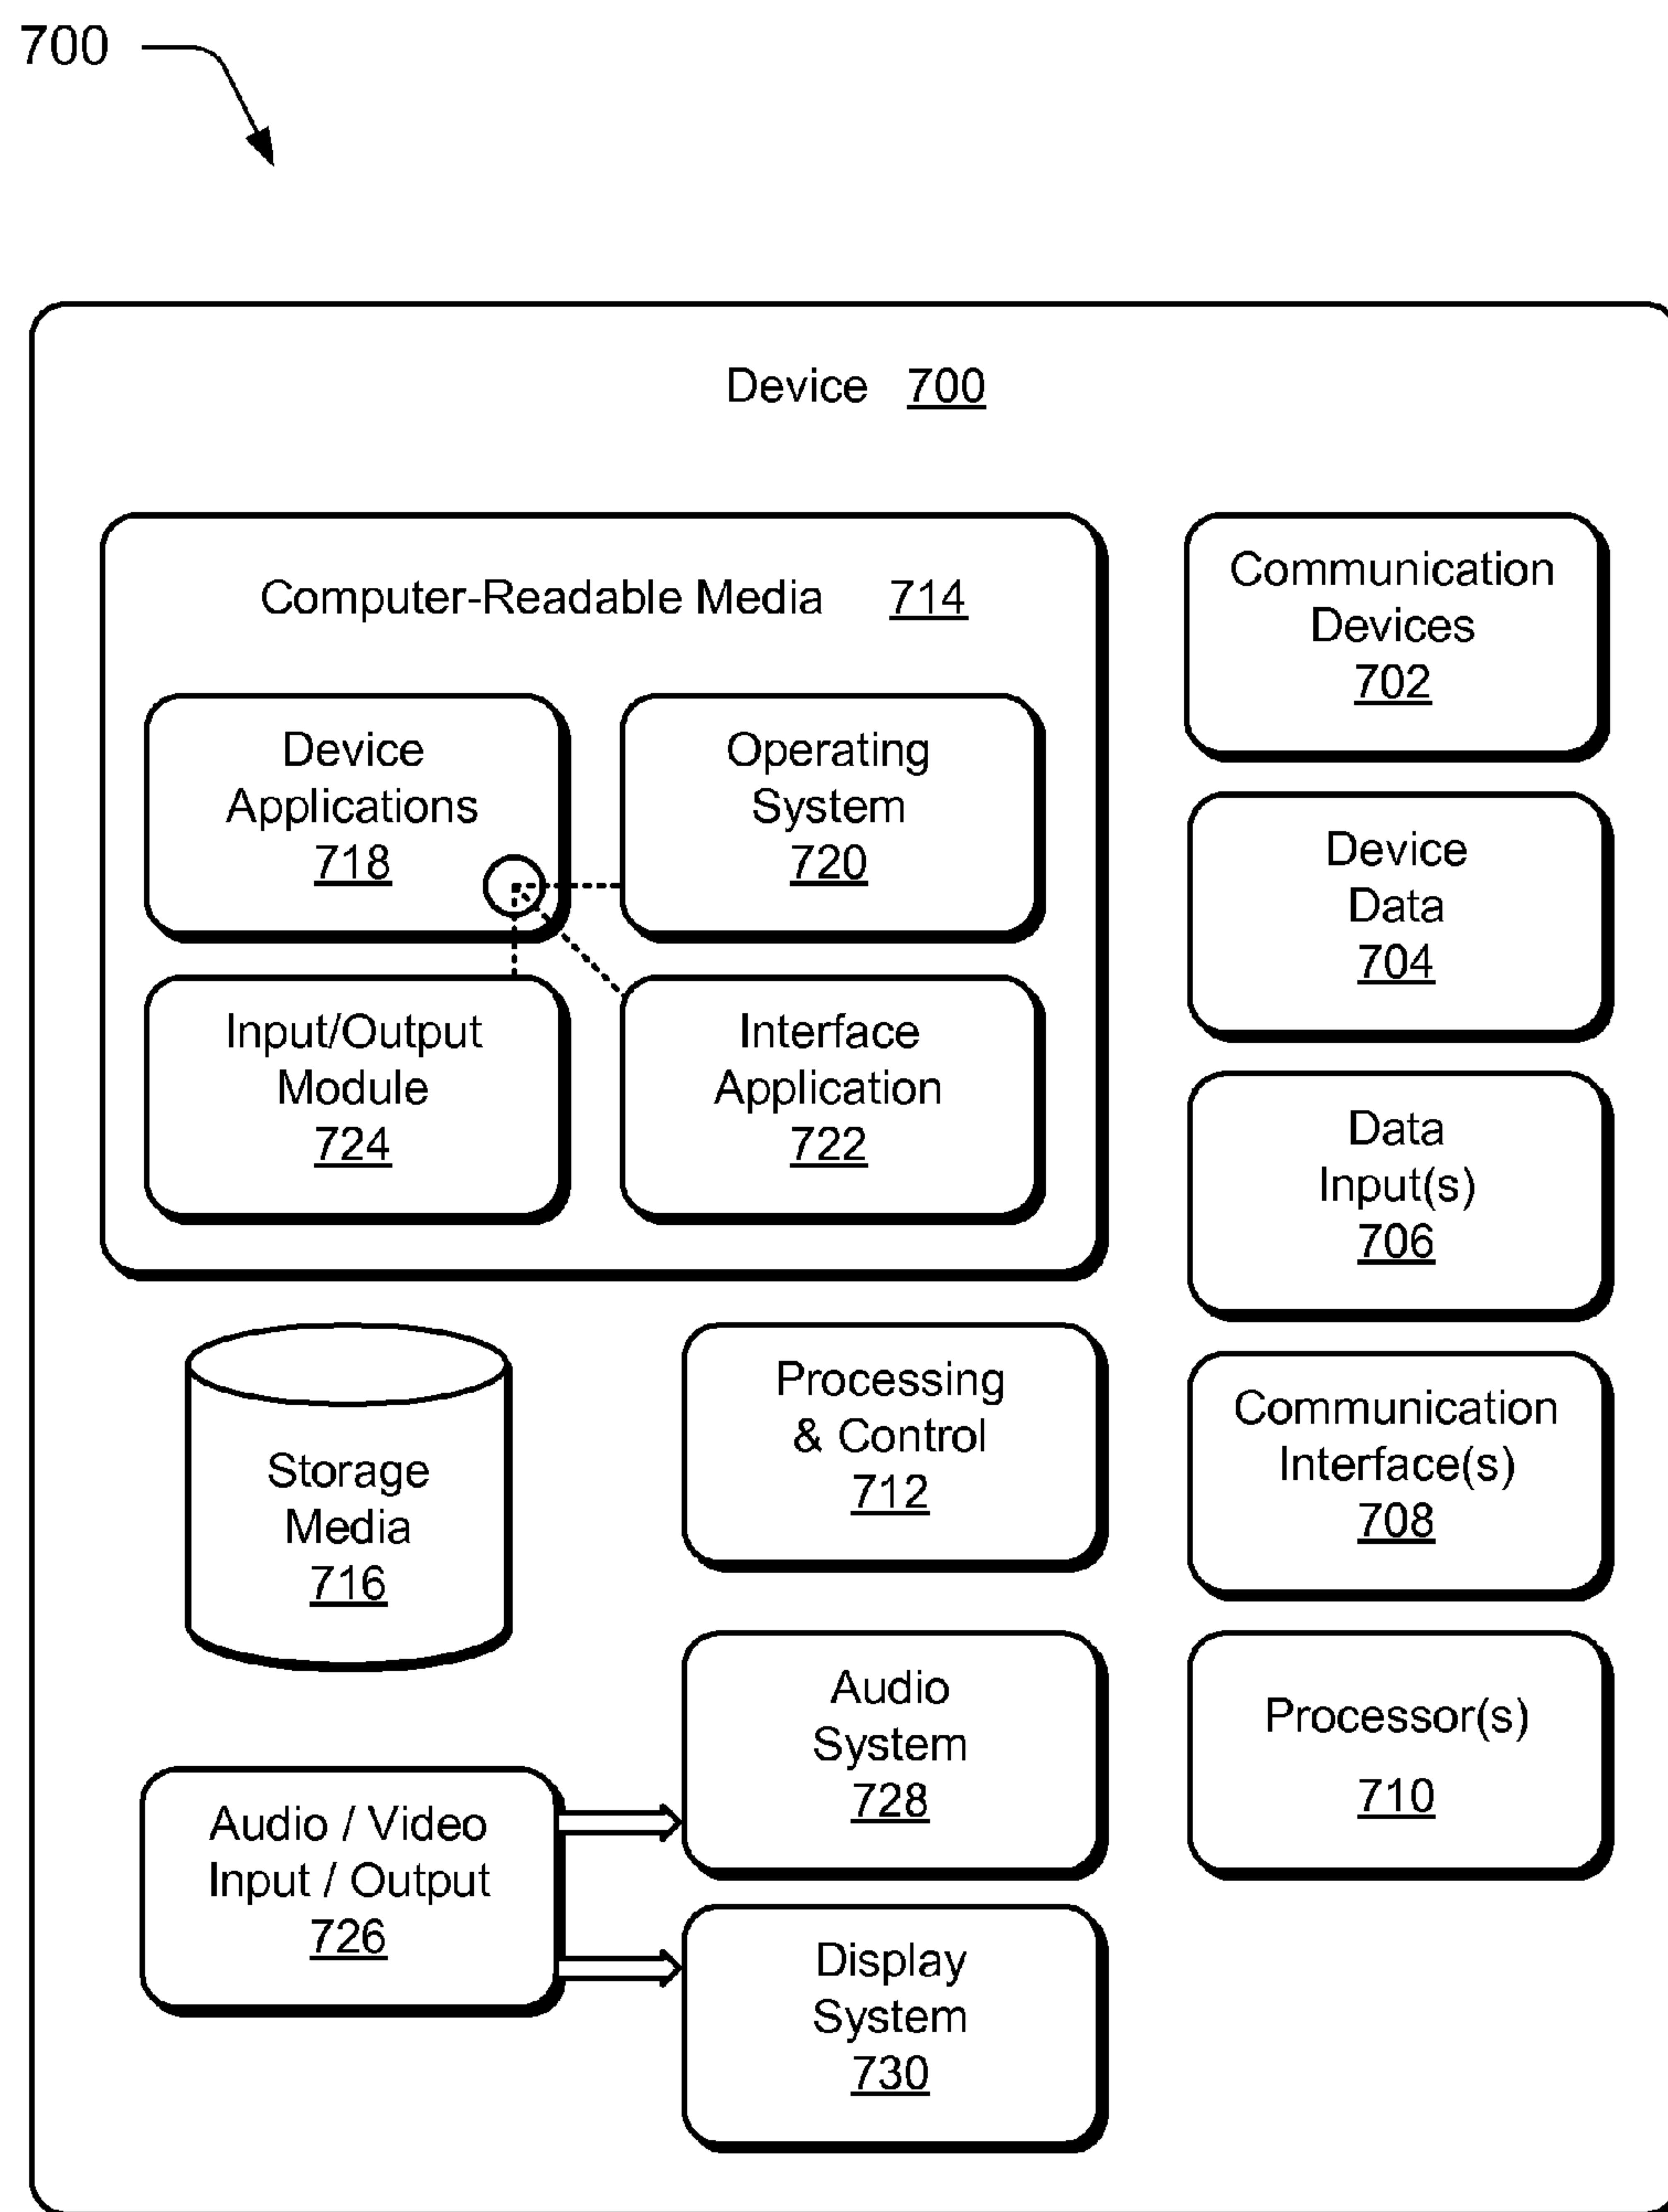 700
Device 700
Computer-Readable Media 714
Device
Applications
718
Operating
System
720
Input/Output
Module
724
Interface
Application
722
Communication
Devices
702
Device
Data
704
Data
Input(s)
706
Communication
Interface(s)
708
Processor(s)
710
Storage
Media
716
Processing
& Control
712
Audio / Video
Input / Output
726
Audio
System
728
Display
System
730